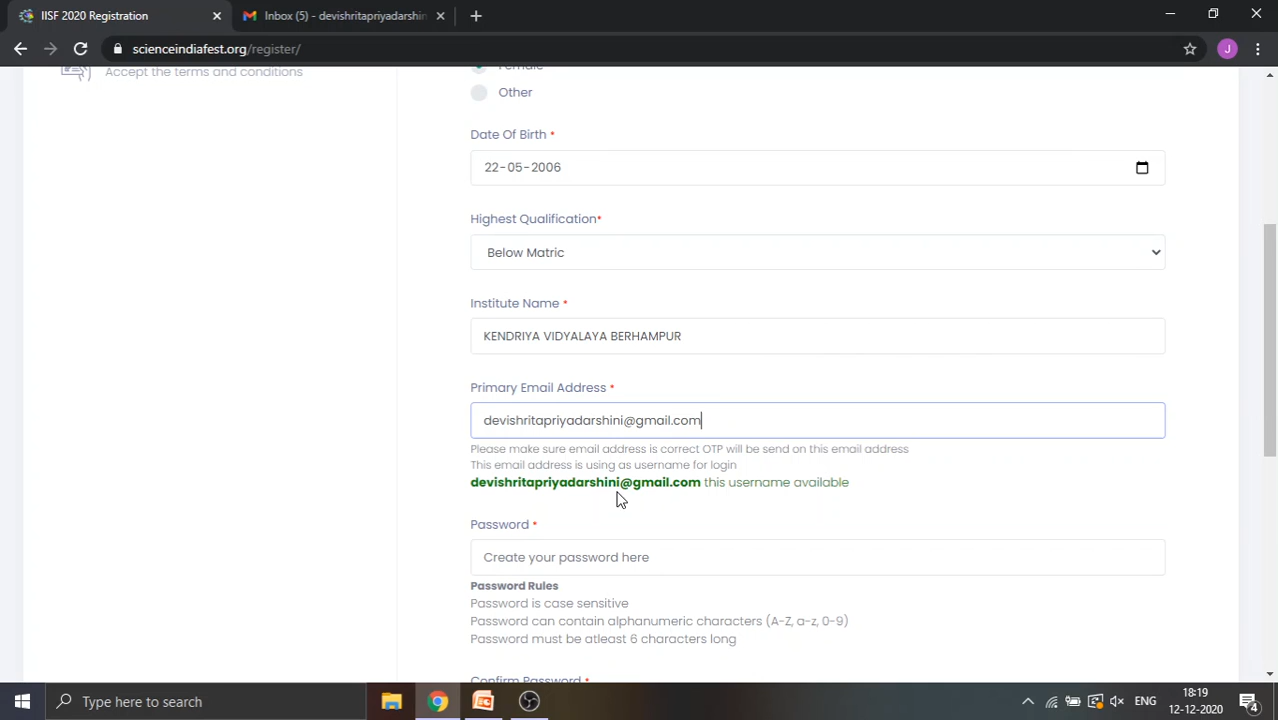 IISF 2020 Registration
Inbox (5) - devishritapriyadarshin
scienceindiafest.org/register/
J
Accept the terms and conditions
Female
Other
Date Of Birth *
22-05-2006
Highest Qualification*
Below Matric
Institute Name *
KENDRIYA VIDYALAYA BERHAMPUR
Primary Email Address *
devishritapriyadarshini@gmail.com
Please make sure email address is correct OTP will be send on this email address
This email address is using as username for login
devishritapriyadarshini@gmail.com this username available
Password *
Create your password here
Password Rules
Password is case sensitive
Password can contain alphanumeric characters (A-Z, a-z, 0-9)
Password must be atleast 6 characters long
Confirm Password *
Type here to search
ENG
18:19
12-12-2020
4